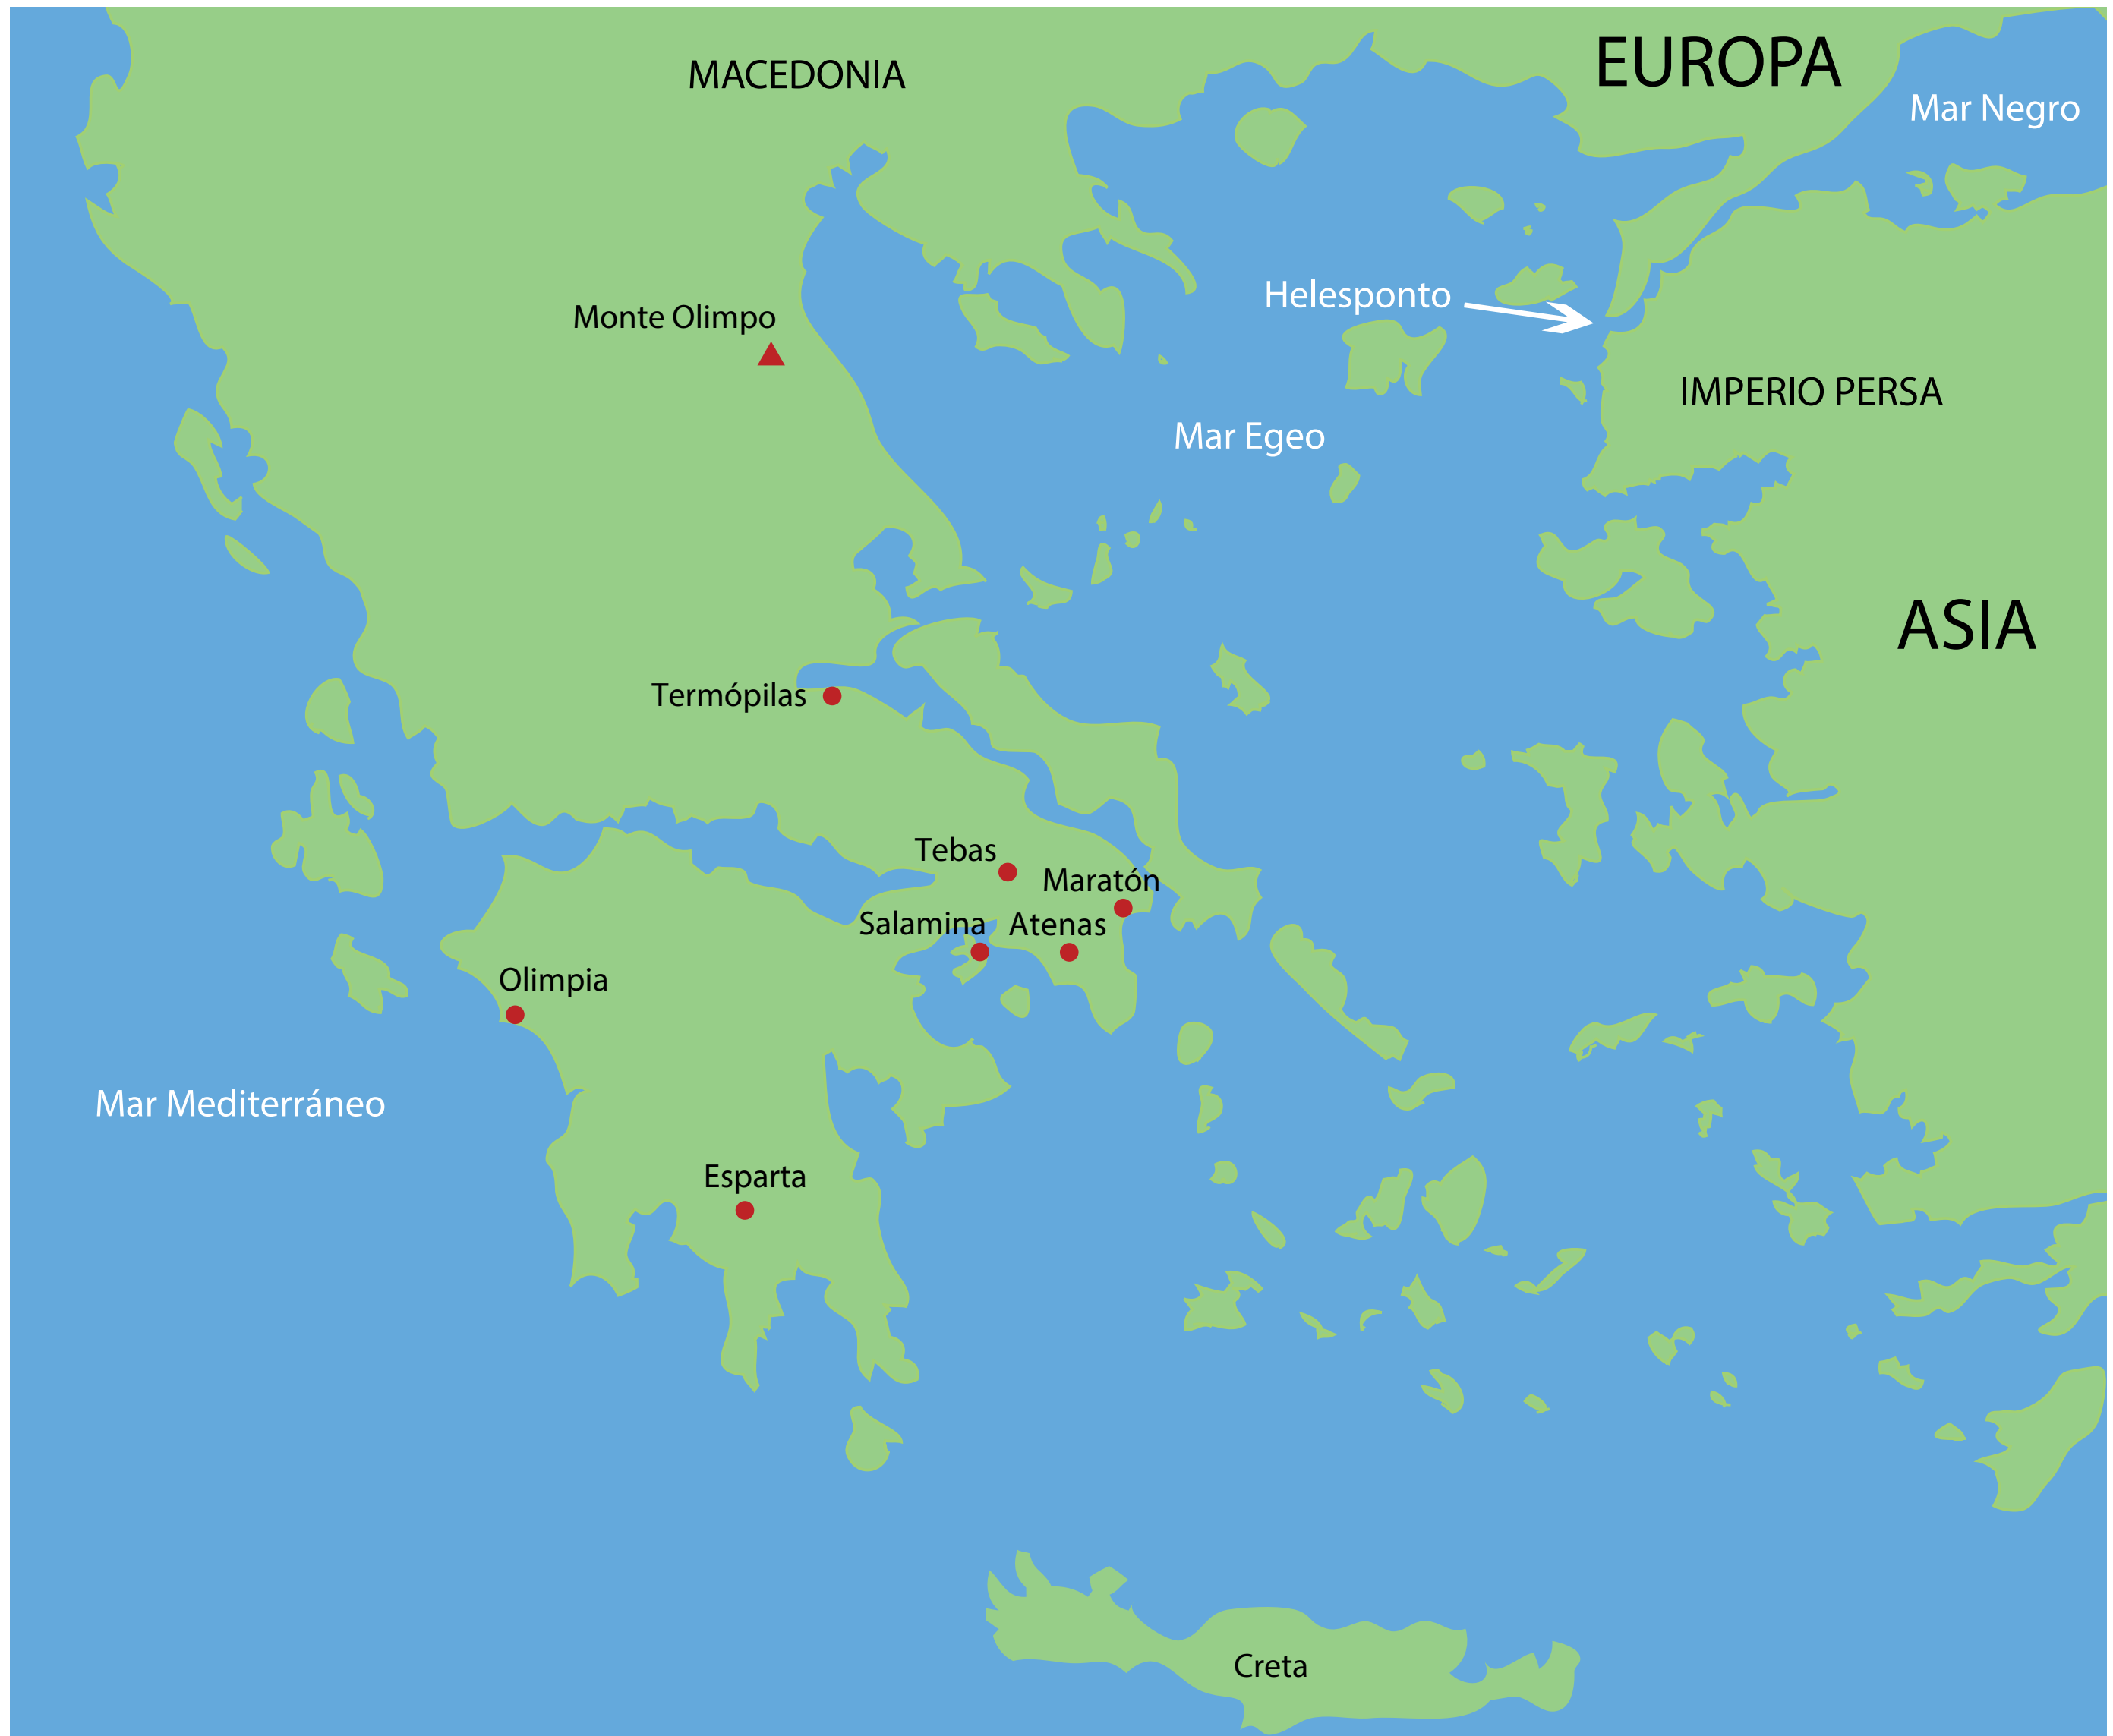 EUROPA
MACEDONIA
Mar Negro
Helesponto
Monte Olimpo
IMPERIO PERSA
Mar Egeo
ASIA
Termópilas
Tebas
Maratón
Salamina
Atenas
Olimpia
Mar Mediterráneo
Esparta
Creta